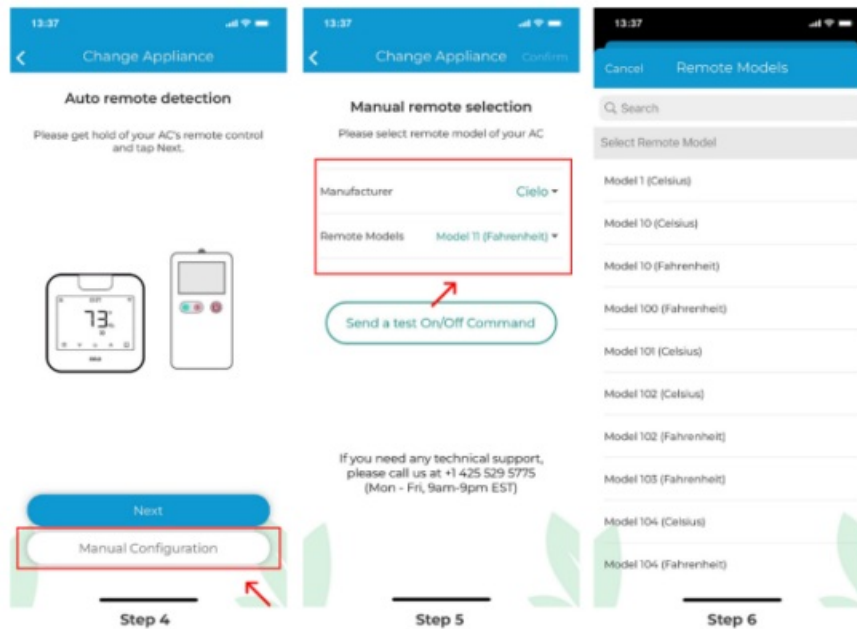 13:37
Change Appliance
Auto remote detection
Please get hold of your AC's remote control
and tap Next.
73
Next
Manual Configuration
Step 4
13:37
Change Appliance Confirm
Manual remote selection
Please select remote model of your AC
Manufacturer Cielo
Remote Models Model 11 (Fahrenheit)
Send a test On/Off Command
If you need any technical support,
please call us at +1 425 529 5775
(Mon - Fri, 9am-9pm EST)
Step 5
13:37
Cancel Remote Models
Search
Select Remote Model
Model 1 (Celsius)
Model 10 (Celsius)
Model 10 (Fahrenheit)
Model 100 (Fahrenheit)
Model 101 (Celsius)
Model 102 (Celsius)
Model 102 (Fahrenheit)
Model 103 (Fahrenheit)
Model 104 (Celsius)
Model 104 (Fahrenheit)
Step 6